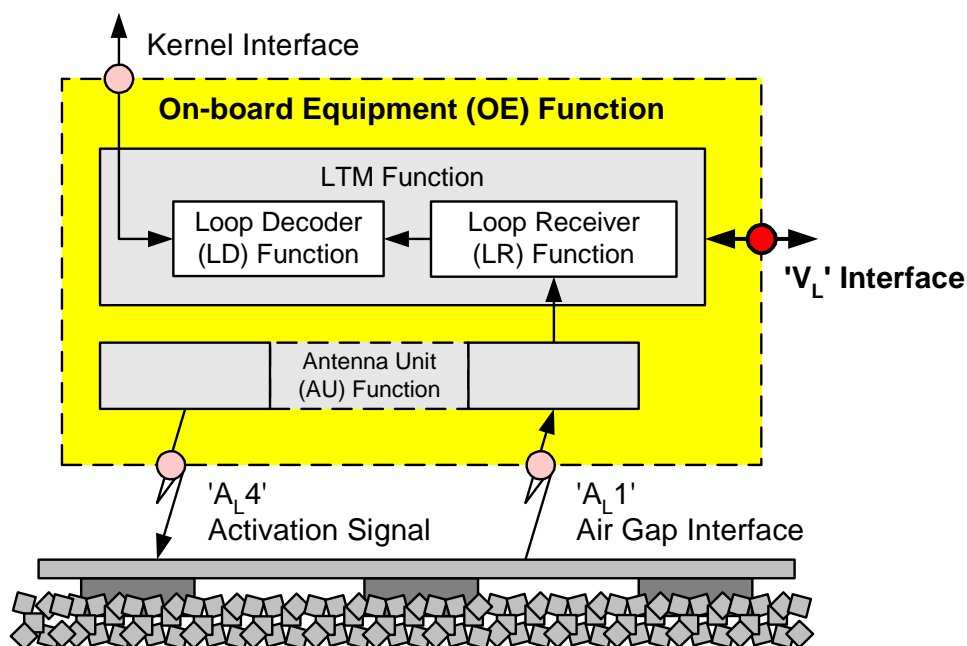 Kernel Interface
On-board Equipment (OE) Function
LTM Function
Loop Decoder
(LD) Function
Loop Receiver
(LR) Function
'VL' Interface
Antenna Unit
(AU) Function
'AL4'
Activation Signal
'AL1'
Air Gap Interface